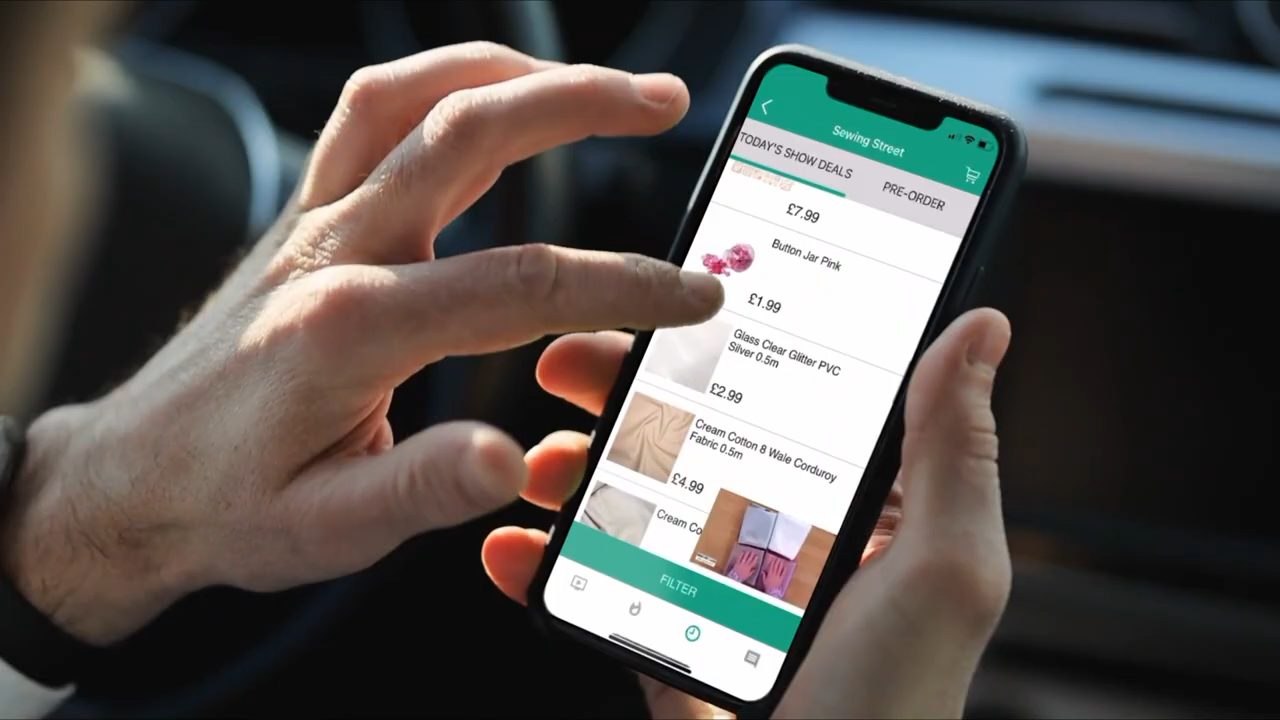 Sewing Street
TODAY'S SHOW DEALS
PRE-ORDER
£7.99
Button Jar Pink
£1.99
Glass Clear Glitter PVC
Silver 0.5m
£2.99
Cream Cotton 8 Wale Corduroy
Fabric 0.5m
£4.99
Cream Co
FILTER